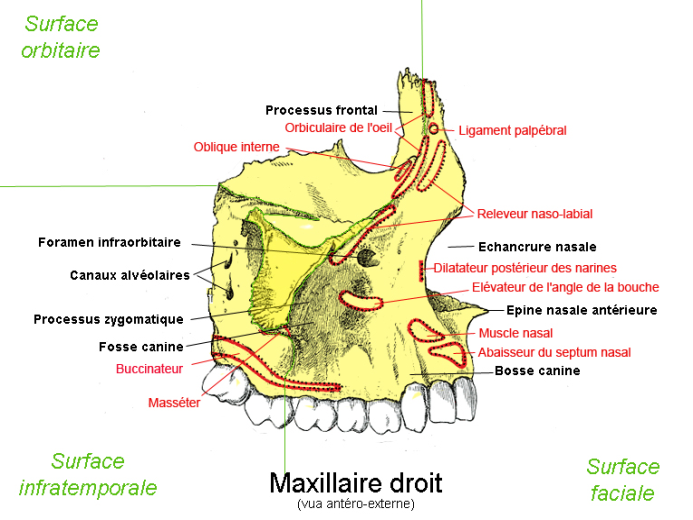 Surface
orbitaire
Processus frontal
Orbiculaire de l'oeil
Ligament palpébral
Oblique interne
Releveur naso-labial
Foramen infraorbitaire
Echancrure nasale
Canaux alvéolaires
Dilatateur postérieur des narines
Elévateur de l'angle de la bouche
Epine nasale antérieure
Processus zygomatique
Muscle nasal
Fosse canine
Abaisseur du septum nasal
Buccinateur
Bosse canine
Masséter
Surface
infratemporale
Maxillaire droit
(vua antéro-externe)
Surface
faciale